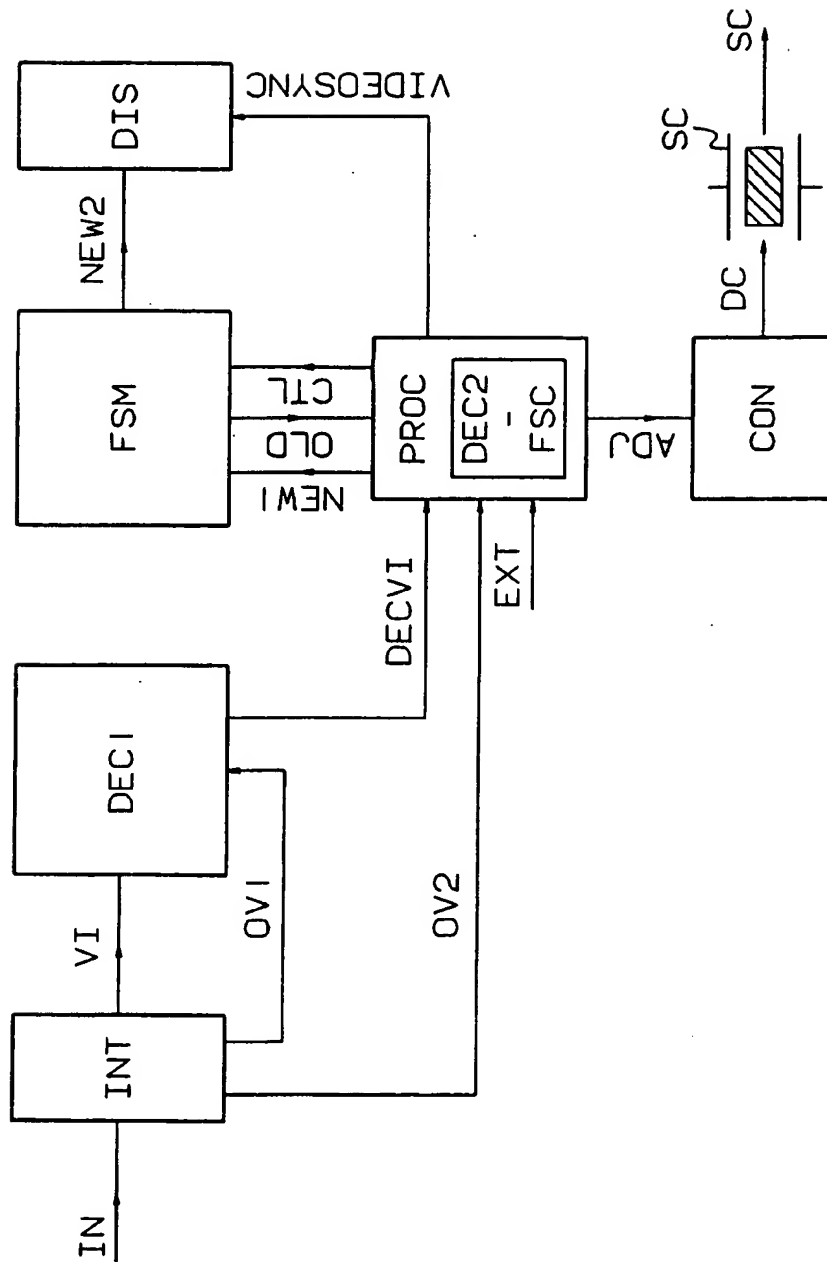 IN
INT
VI
OV1
OV2
DEC1
DECVI
EXT
FSM
NEW1
OLD
CTL
NEW2
DIS
VIDEOSYNC
PROC
DEC2
-
FSC
ADJ
CON
DC
SC
SC